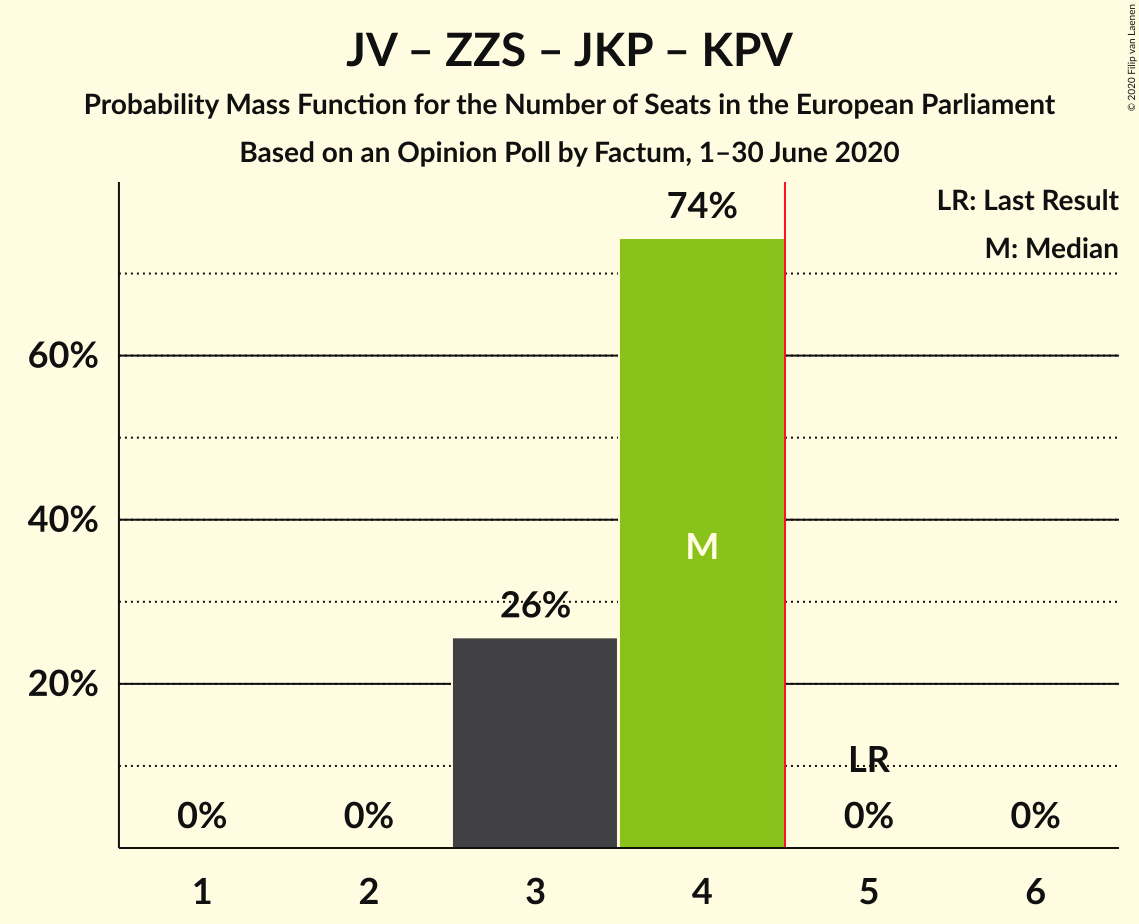 JV – ZZS – JKP – KPV
Probability Mass Function for the Number of Seats in the European Parliament
Based on an Opinion Poll by Factum, 1–30 June 2020
© 2020 Filip van Laenen
LR: Last Result
M: Median
74%
60%
40%
M
26%
20%
LR
0%
0%
0%
0%
1
2
3
4
5
6